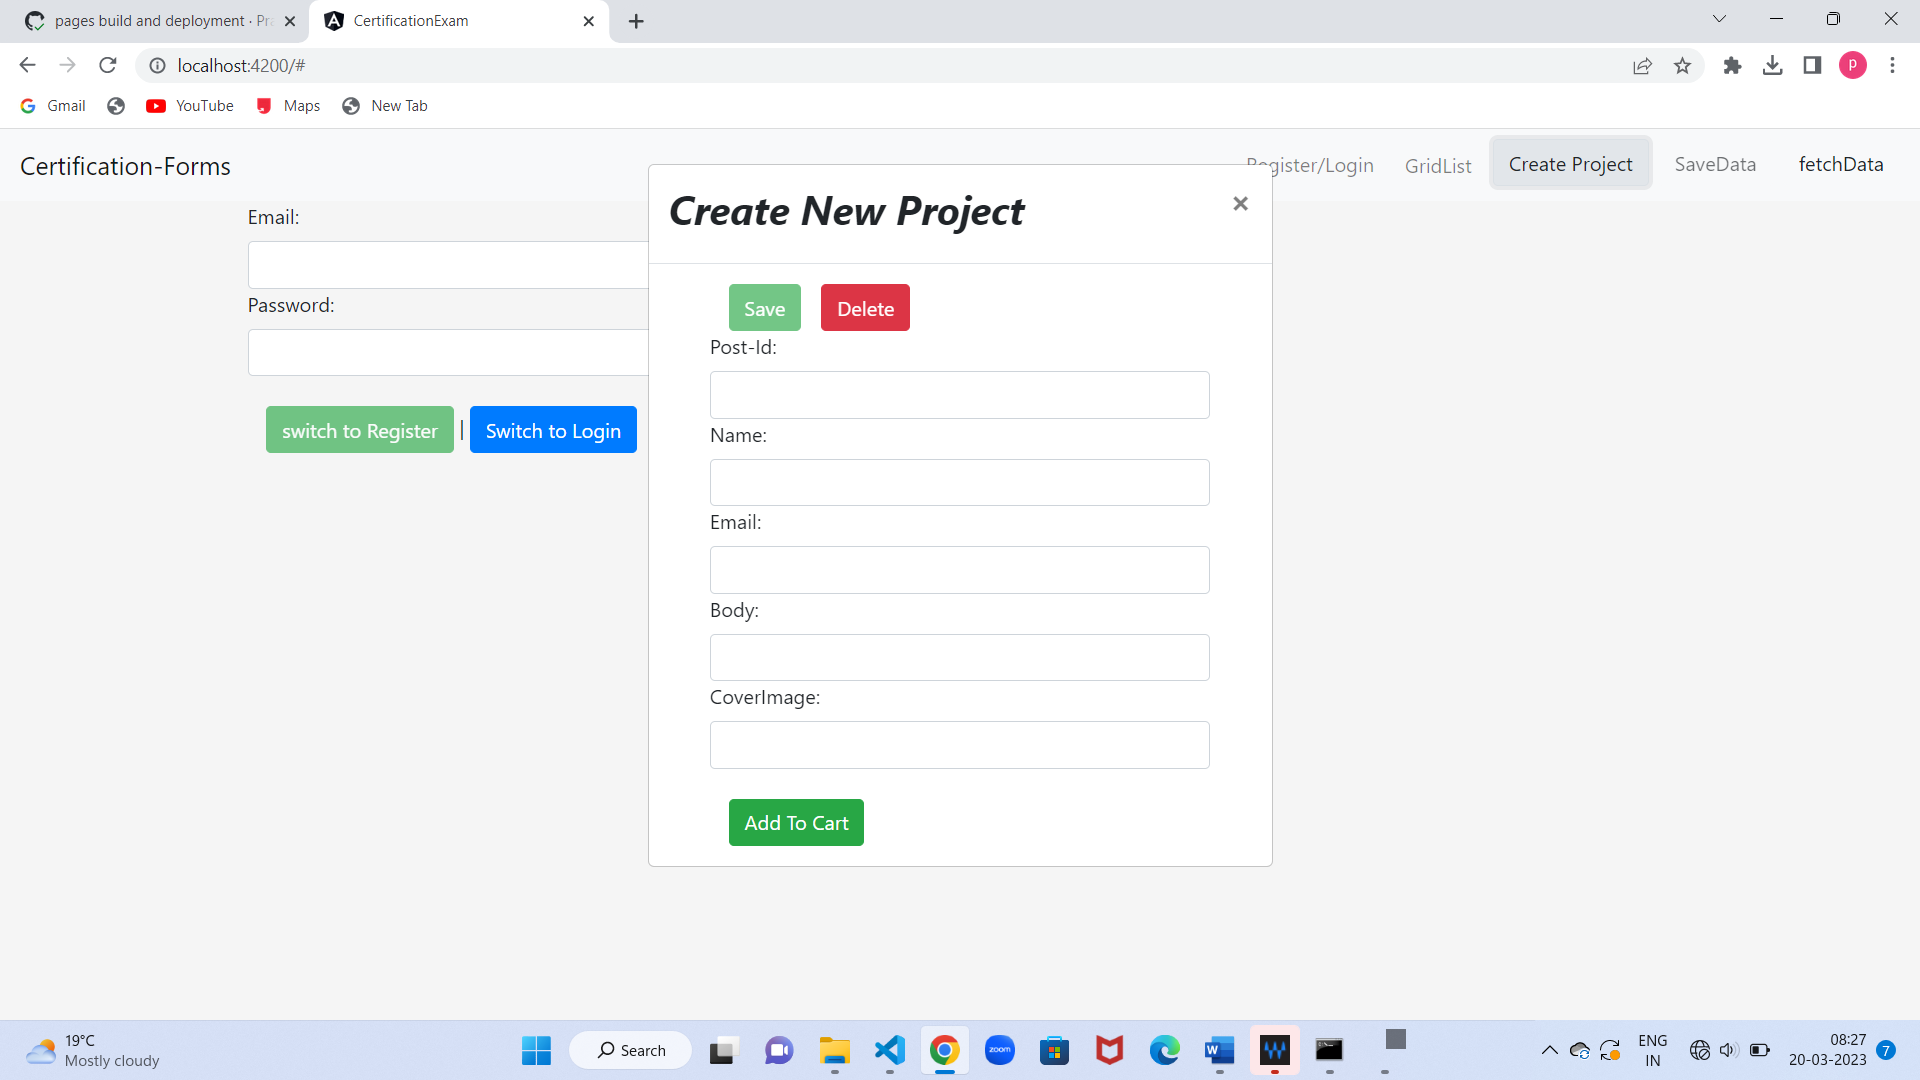 pages build and deployment · Pra
CertificationExam
localhost:4200/#
P
Gmail
YouTube
Maps
New Tab
Certification-Forms
Register/Login
GridList
Create Project
SaveData
fetchData
Email:
Password:
switch to Register | Switch to Login
Create New Project
×
Save
Delete
Post-Id:
Name:
Email:
Body:
CoverImage:
Add To Cart
19°C
Mostly cloudy
Search
zoom
W
ENG
IN
08:27
20-03-2023
7